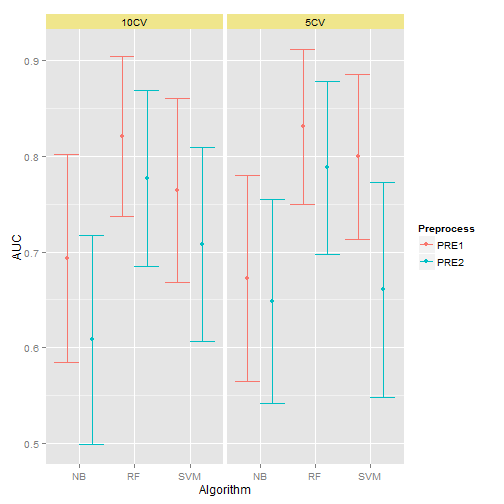 10CV 5CV
0.9
0.8
0.7
0.6
0.5
AUC
NB RF SVM NB RF SVM
Algorithm
Preprocess
PRE1
PRE2